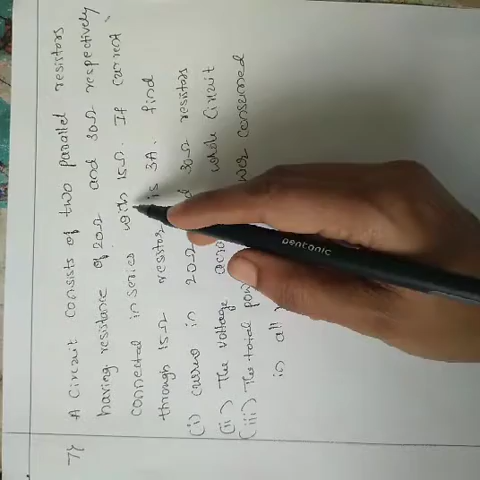 7} A Circuit consists of two parallel resistors
having resistance of 20Ω and 30Ω respectively
connected in series with 15Ω. If current
through 15Ω resistor is 3A. find
(i) current in 20Ω 30Ω resistors
(ii) The voltage whole Circuit
(iii) The total power consumed
in all
pentonic